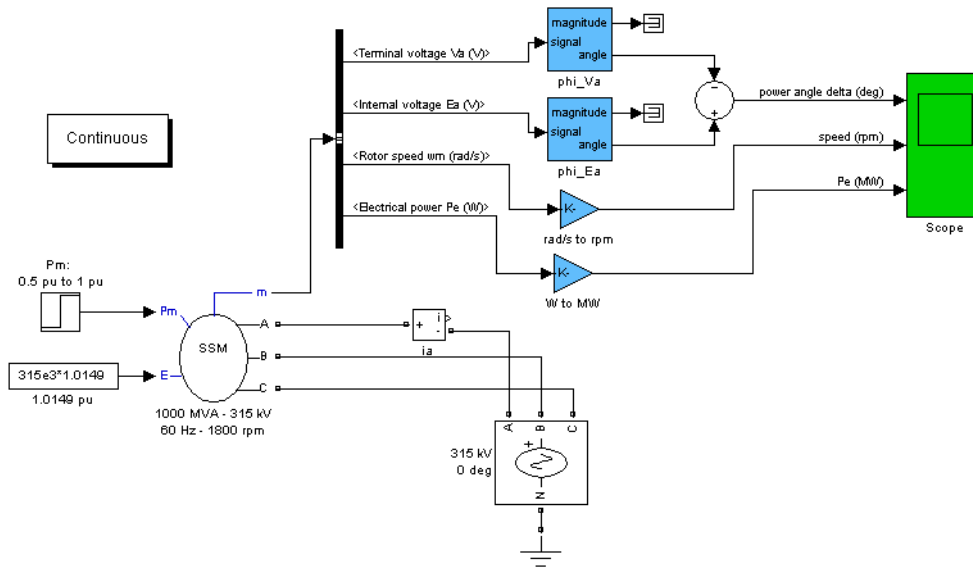 magnitude
signal
angle
phi_Va
<Terminal voltage Va (V)>
<Internal voltage Ea (V)>
magnitude
signal
angle
phi_Ea
<Rotor speed wm (rad/s)>
<Electrical power Pe (W)>
K-
rad/s to rpm
K-
W to MW
power angle delta (deg)
speed (rpm)
Pe (MW)
Scope
Continuous
Pm:
0.5 pu to 1 pu
m
Pm
SSM
E
A
B
C
315e3*1.0149
1.0149 pu
1000 MVA - 315 kV
60 Hz - 1800 rpm
+
i
-
ia
A
B
C
+
N
315 kV
0 deg
−
+